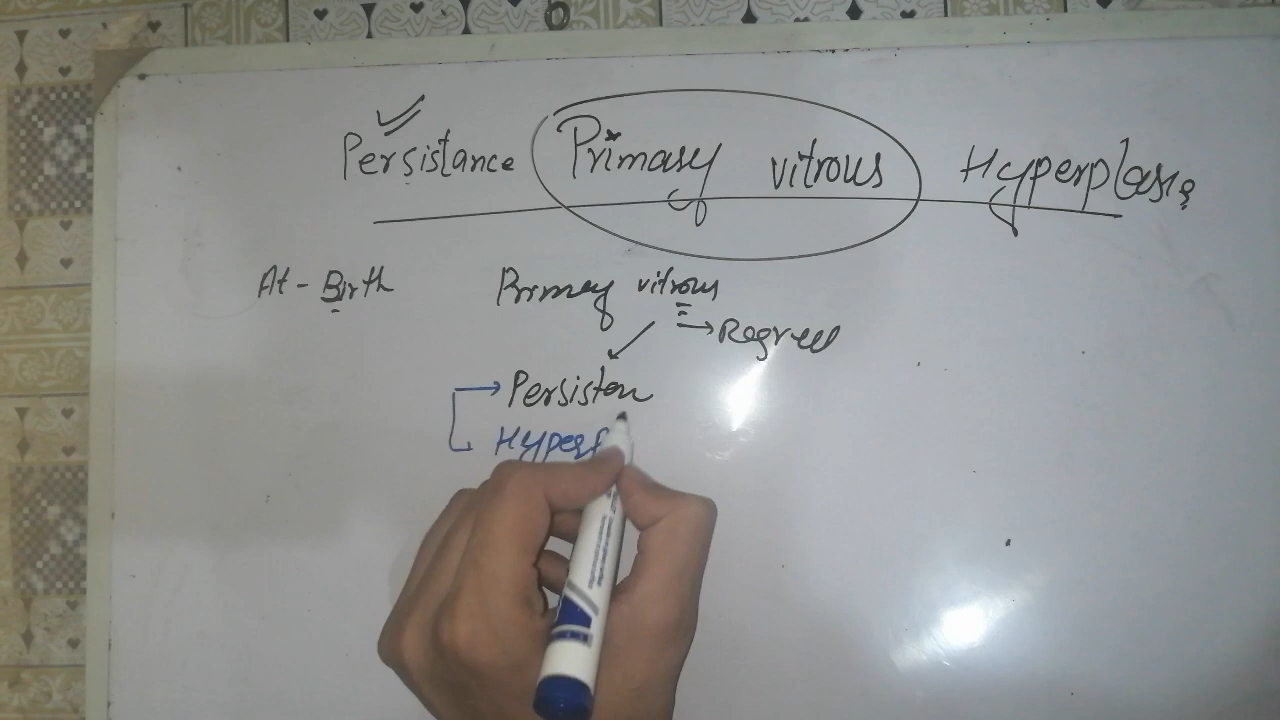 Persistance Primary vitrous Hyperplasia
At-Birth Primary vitrous
→Regress
→Persisten
Hyperp